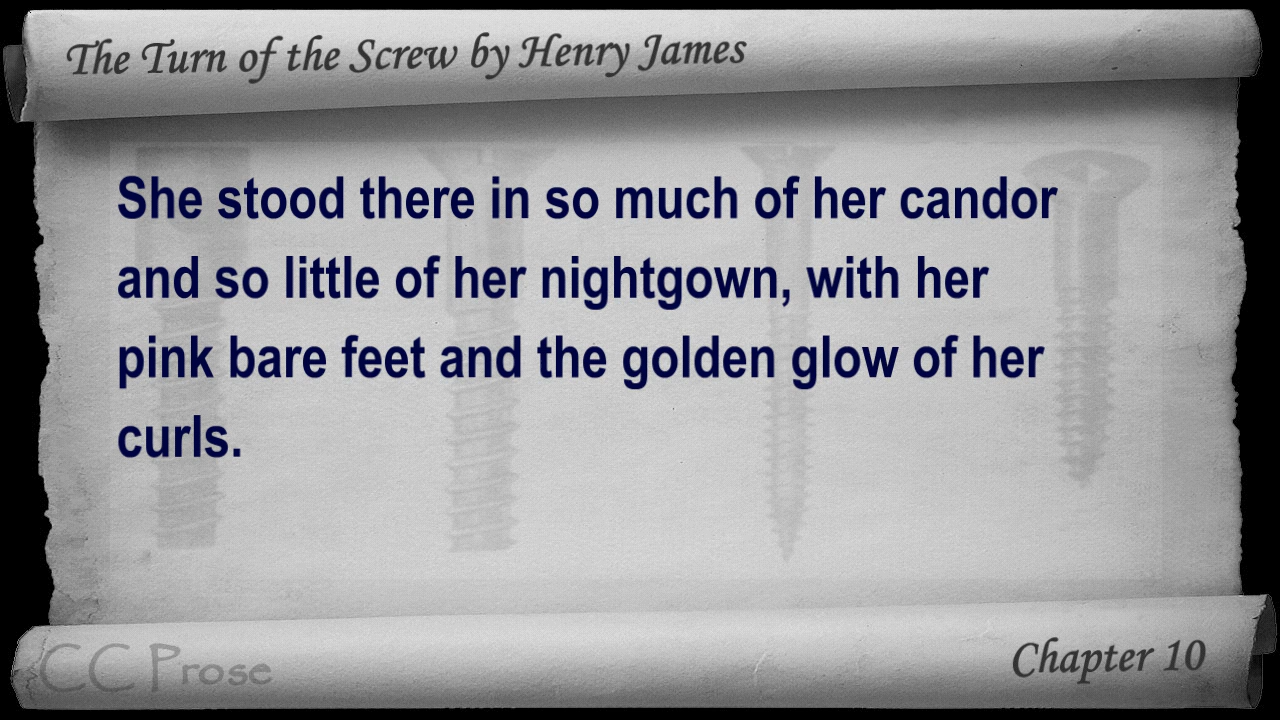 The Turn of the Screw by Henry James
She stood there in so much of her candor
and so little of her nightgown, with her
pink bare feet and the golden glow of her
curls.
CC Prose
Chapter 10